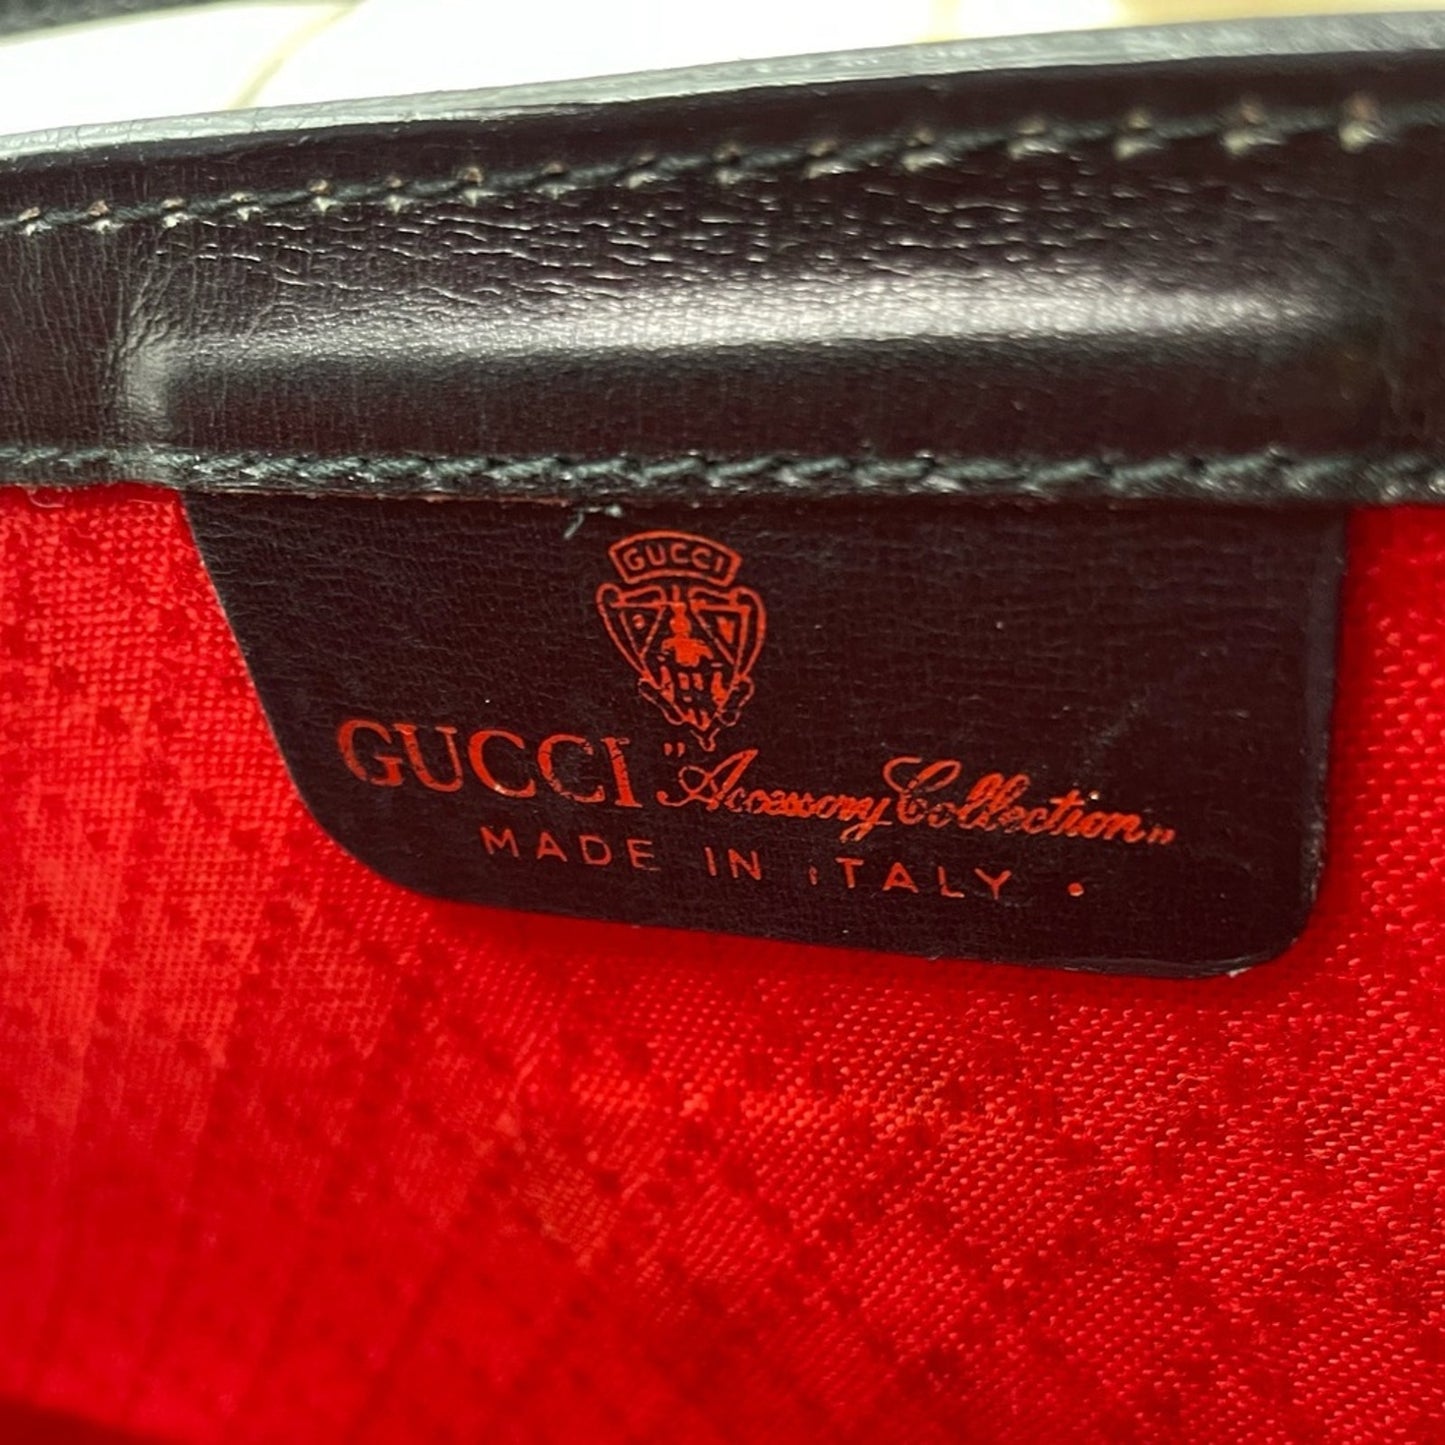 GUCCI
GUCCI "Accessory Collection"
MADE IN iTALY .